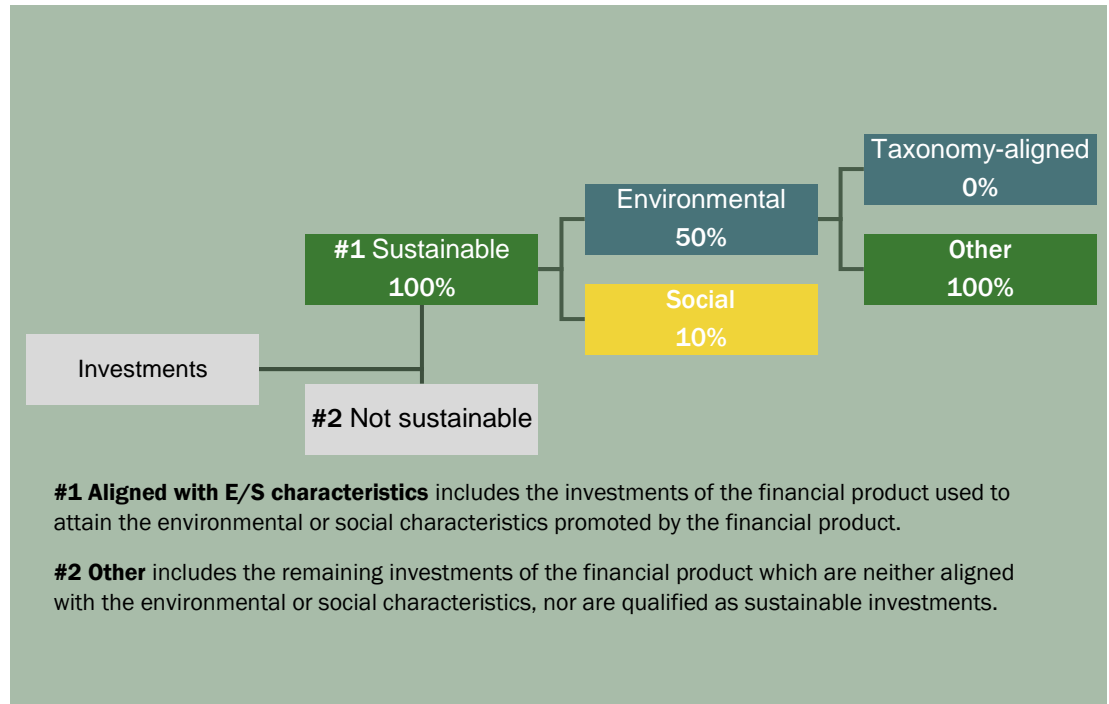 Taxonomy-aligned
0%
Environmental
50%
#1 Sustainable
100%
Other
100%
Social
10%
Investments
#2 Not sustainable
#1 Aligned with E/S characteristics includes the investments of the financial product used to
attain the environmental or social characteristics promoted by the financial product.
#2 Other includes the remaining investments of the financial product which are neither aligned
with the environmental or social characteristics, nor are qualified as sustainable investments.